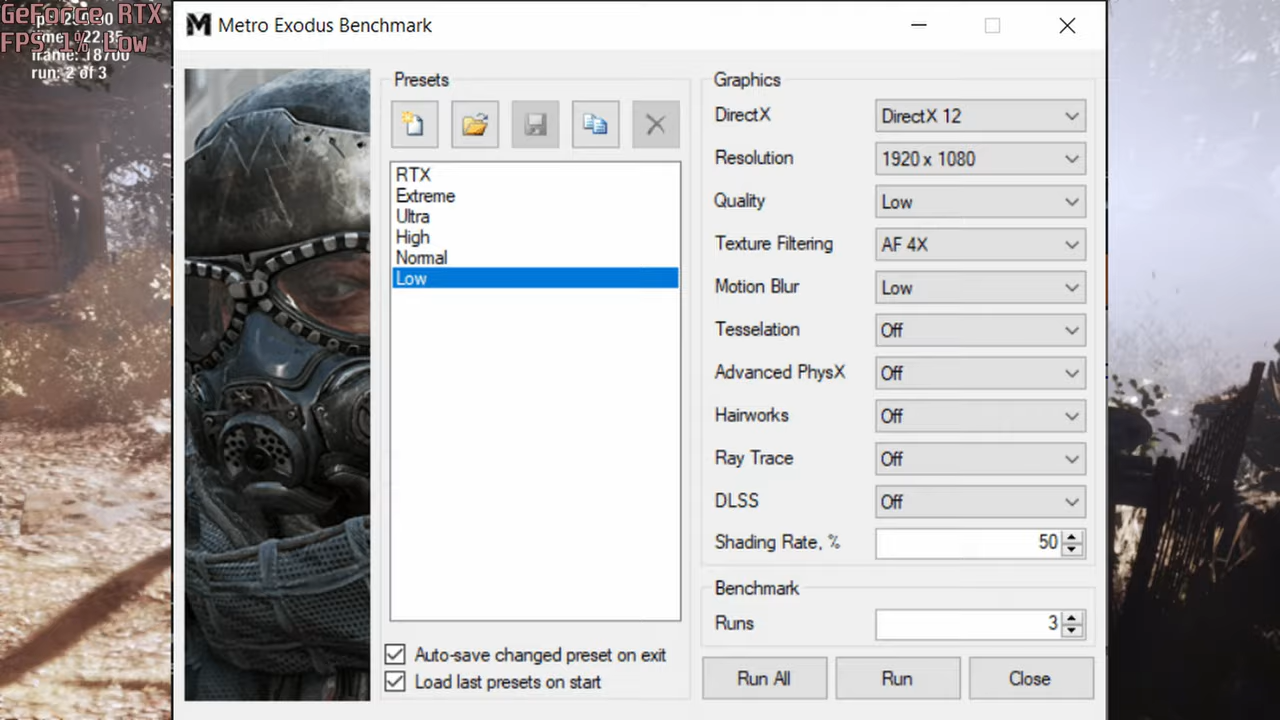 GeForce RTX
FPS 1% Low
frame: 18700
run: 2 of 3
Metro Exodus Benchmark
Presets
RTX
Extreme
Ultra
High
Normal
Low
Auto-save changed preset on exit
Load last presets on start
Graphics
DirectX DirectX 12
Resolution 1920 x 1080
Quality Low
Texture Filtering AF 4X
Motion Blur Low
Tesselation Off
Advanced PhysX Off
Hairworks Off
Ray Trace Off
DLSS Off
Shading Rate, % 50
Benchmark
Runs 3
Run All Run Close